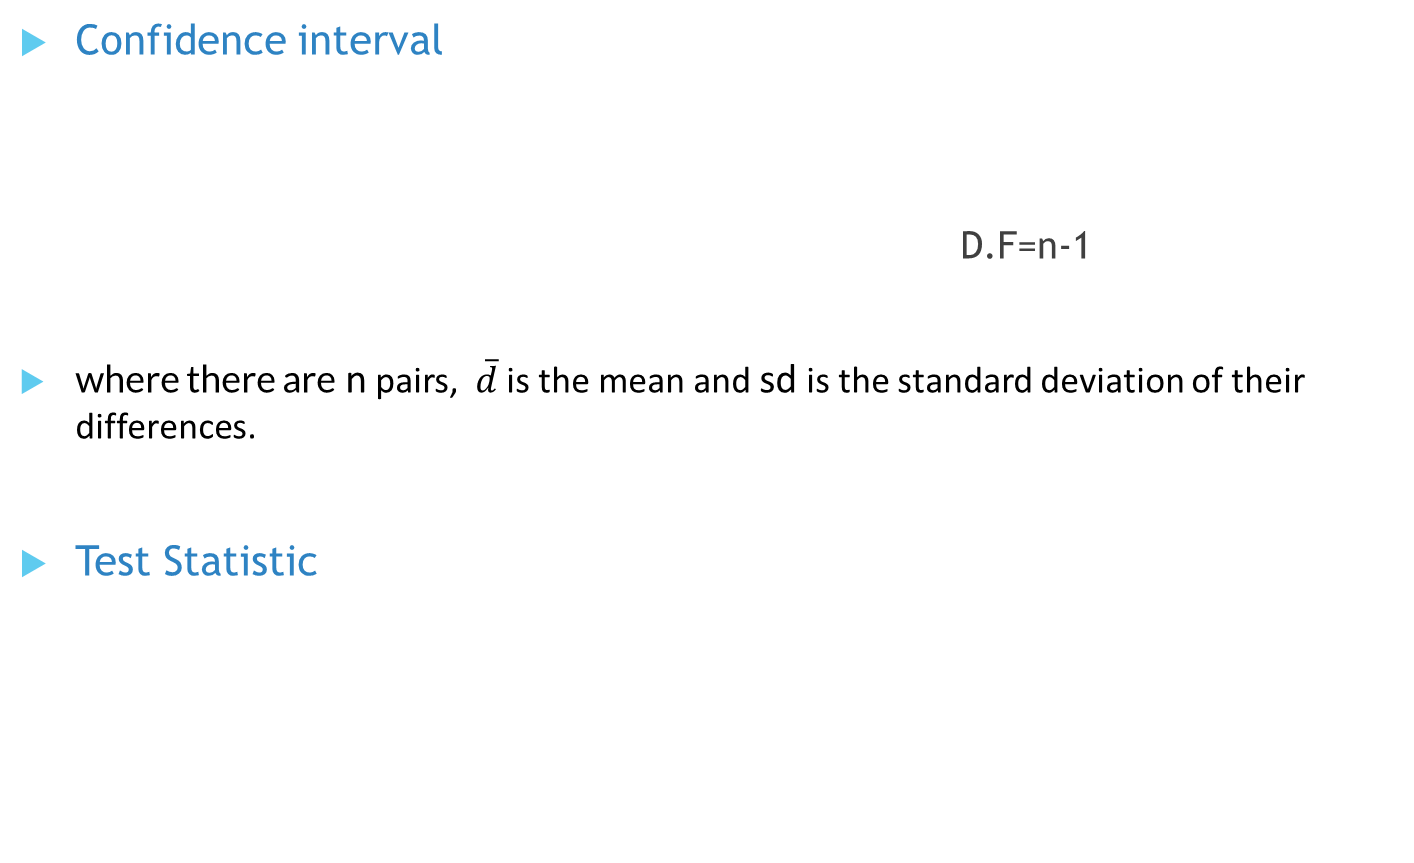 Confidence interval
D.F=n-1
where there are n pairs, d̄ is the mean and sd is the standard deviation of their
differences.
Test Statistic